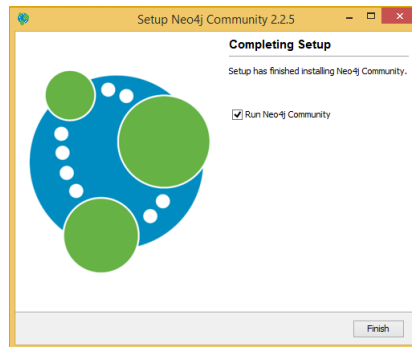 Setup Neo4j Community 2.2.5
Completing Setup
Setup has finished installing Neo4j Community.
Run Neo4j Community
Finish